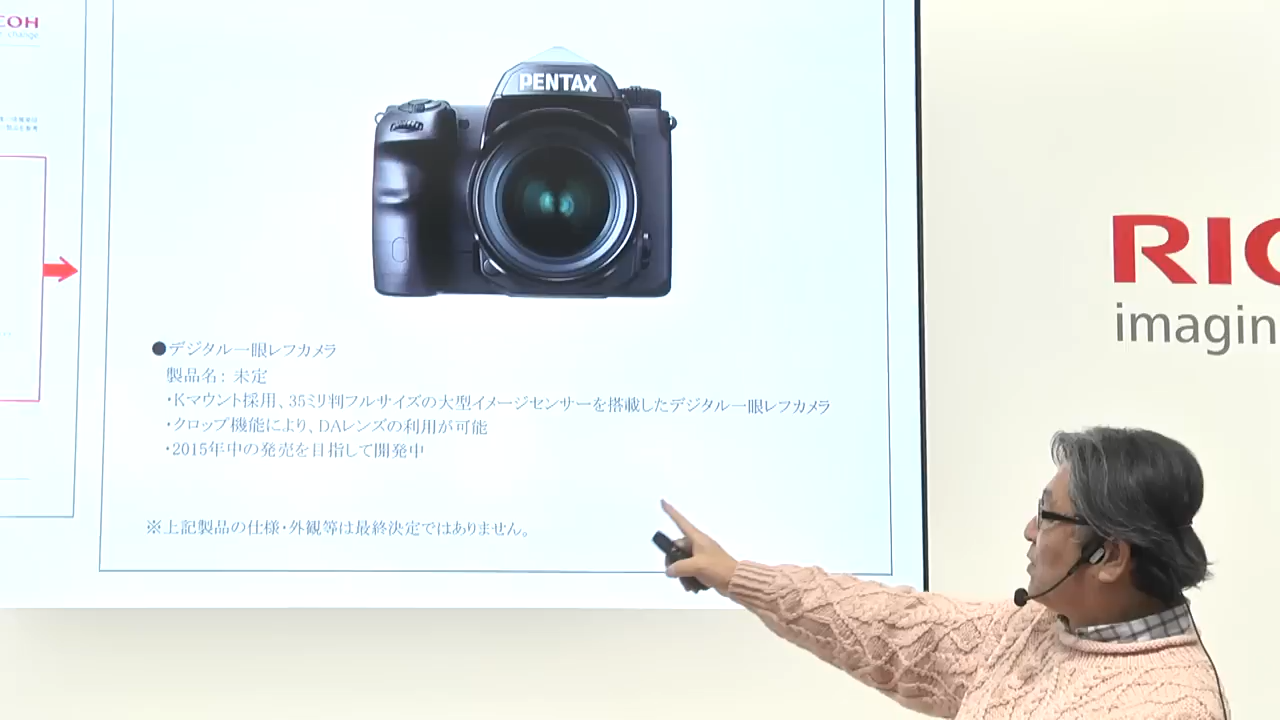 COH
change
PENTAX
●デジタル一眼レフカメラ
製品名: 未定
・Kマウント採用、35ミリ判フルサイズの大型イメージセンサーを搭載したデジタル一眼レフカメラ
・クロップ機能により、DAレンズの利用が可能
・2015年中の発売を目指して開発中
※上記製品の仕様・外観等は最終決定ではありません。
RIC
imagin